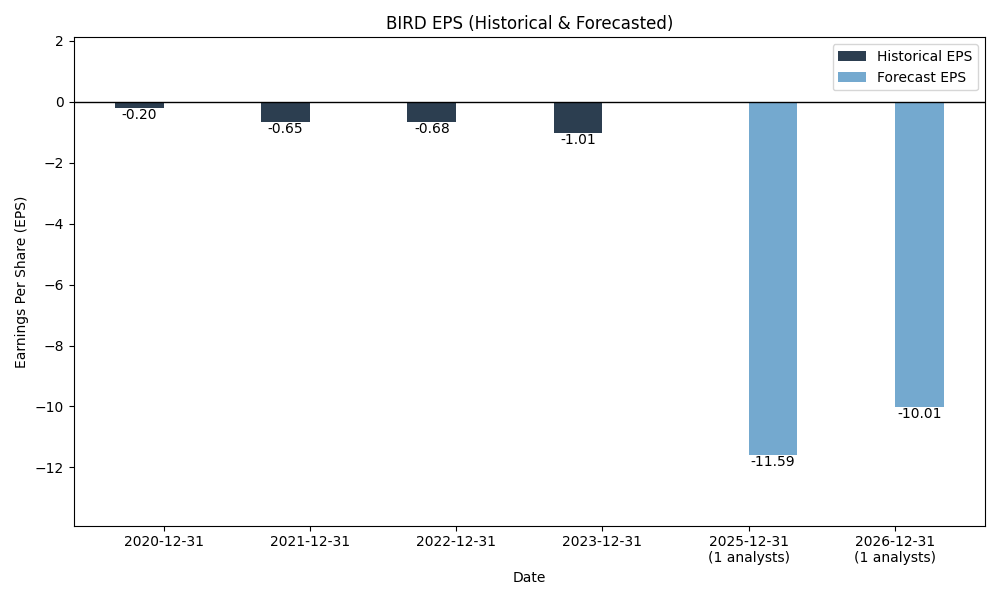 BIRD EPS (Historical & Forecasted)
Historical EPS
Forecast EPS
Earnings Per Share (EPS)
2
0
−2
−4
−6
−8
−10
−12
-0.20
-0.65
-0.68
-1.01
-11.59
-10.01
2020-12-31
2021-12-31
2022-12-31
2023-12-31
2025-12-31
(1 analysts)
2026-12-31
(1 analysts)
Date